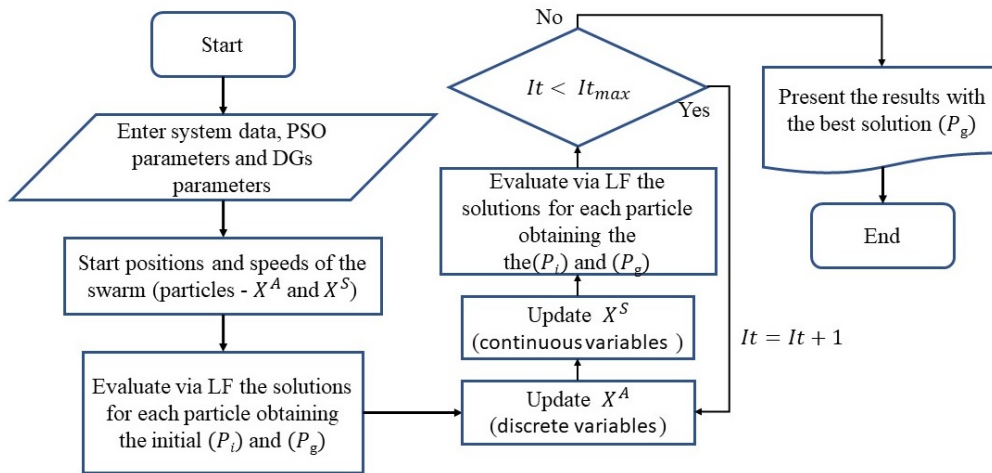 Start
Enter system data, PSO
parameters and DGs
parameters
Start positions and speeds of the
swarm (particles - X^A and X^S)
Evaluate via LF the solutions
for each particle obtaining
the initial (P_i) and (P_g)
Update X^A
(discrete variables)
Update X^S
(continuous variables )
Evaluate via LF the
solutions for each particle
obtaining the
the(P_i) and (P_g)
It < It_max
No
Yes
It = It + 1
Present the results with
the best solution (P_g)
End